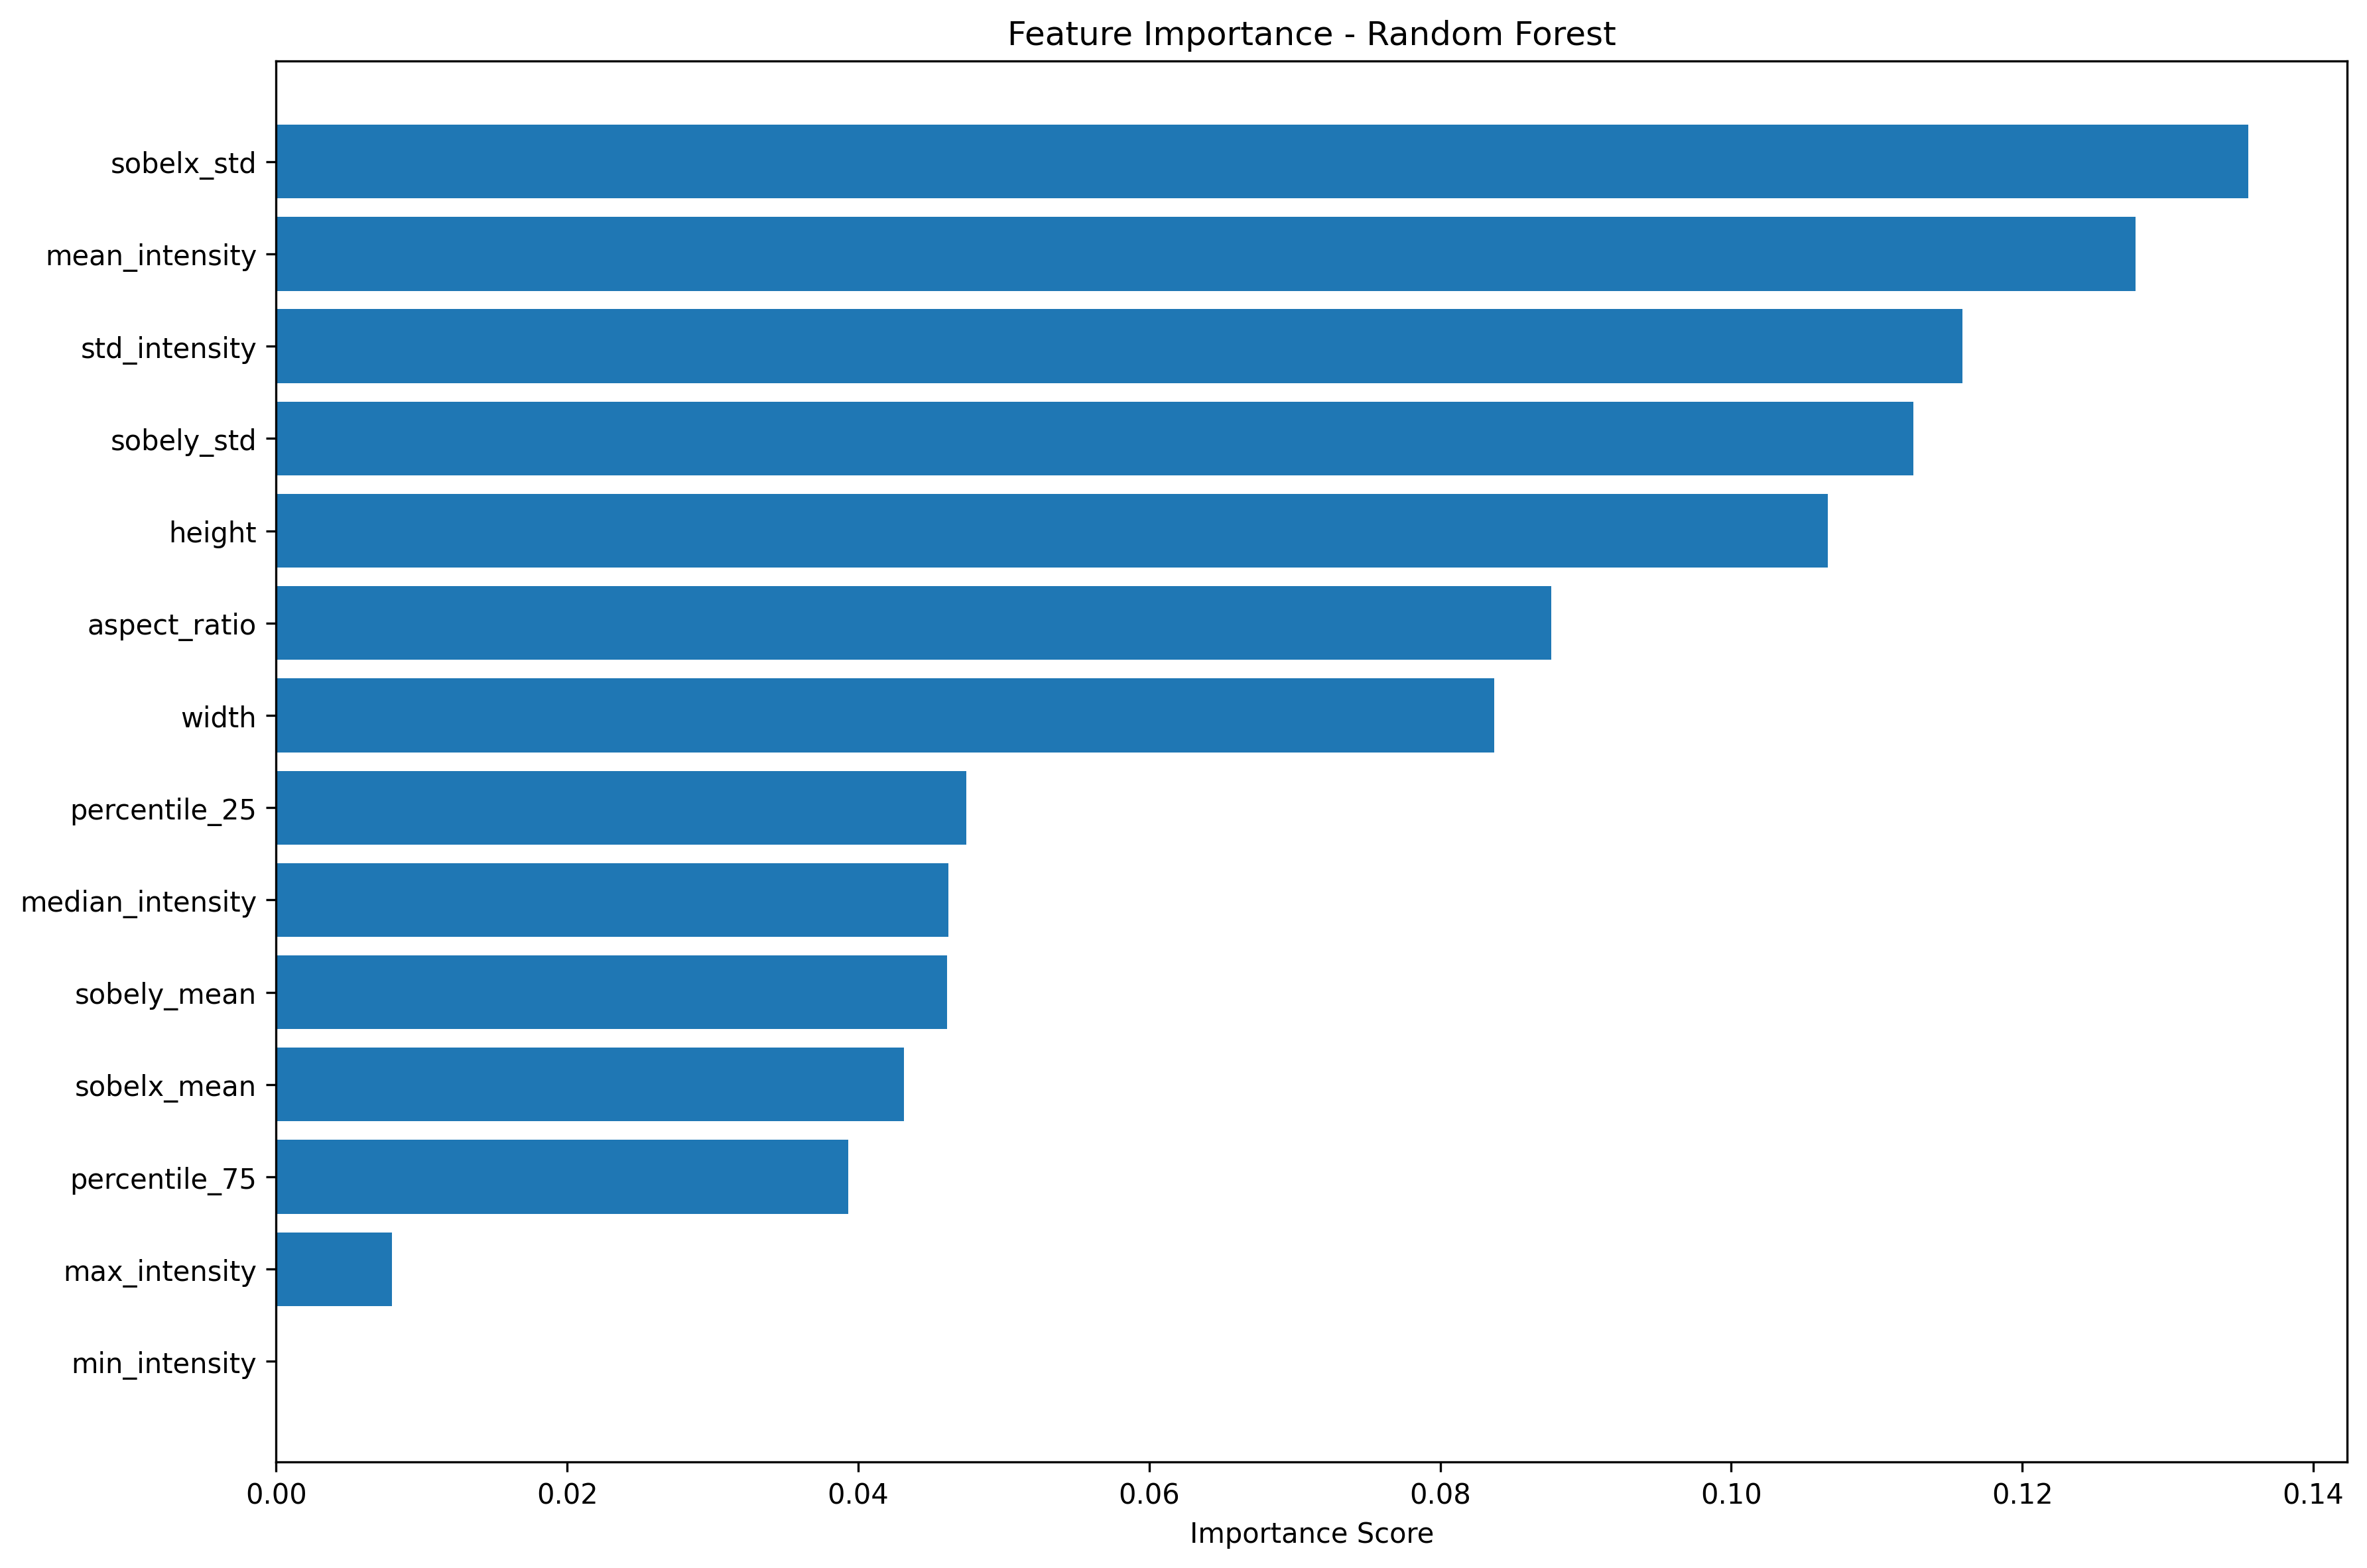 Feature Importance - Random Forest
sobelx_std
mean_intensity
std_intensity
sobely_std
height
aspect_ratio
width
percentile_25
median_intensity
sobely_mean
sobelx_mean
percentile_75
max_intensity
min_intensity
0.00 0.02 0.04 0.06 0.08 0.10 0.12 0.14
Importance Score